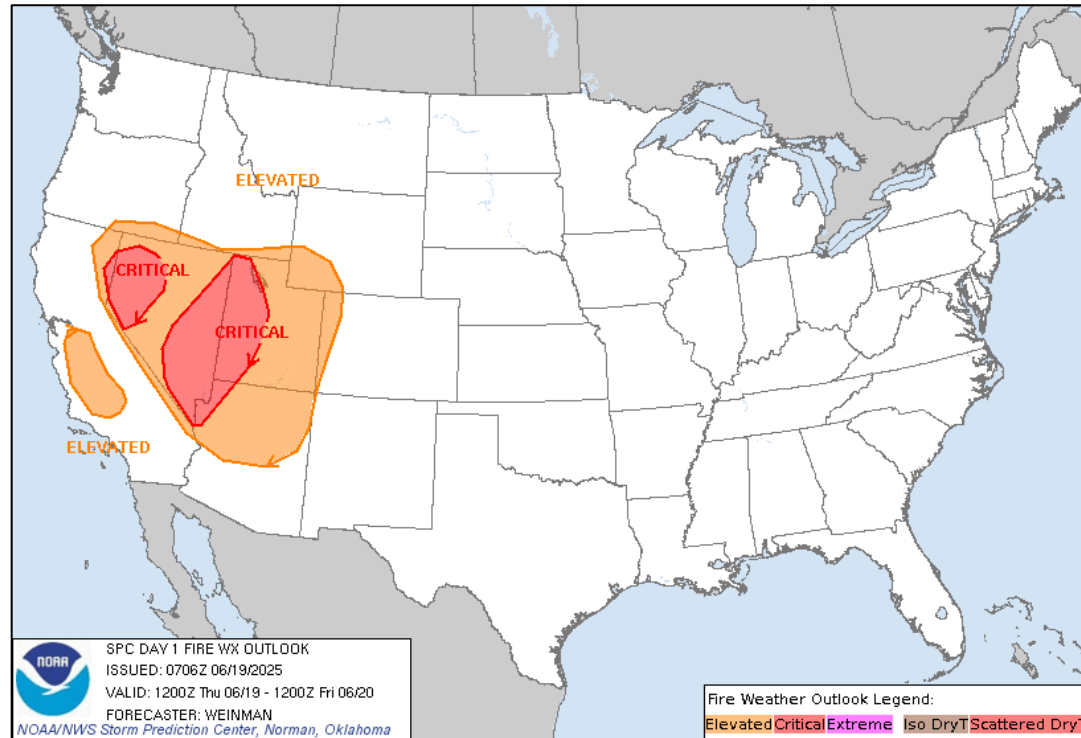 ELEVATED
CRITICAL
CRITICAL
ELEVATED
NOAA
SPC DAY 1 FIRE WX OUTLOOK
ISSUED: 0706Z 06/19/2025
VALID: 1200Z Thu 06/19 - 1200Z Fri 06/20
FORECASTER: WEINMAN
NOAA/NWS Storm Prediction Center, Norman, Oklahoma
Fire Weather Outlook Legend:
Elevated Critical Extreme Iso DryT Scattered DryT